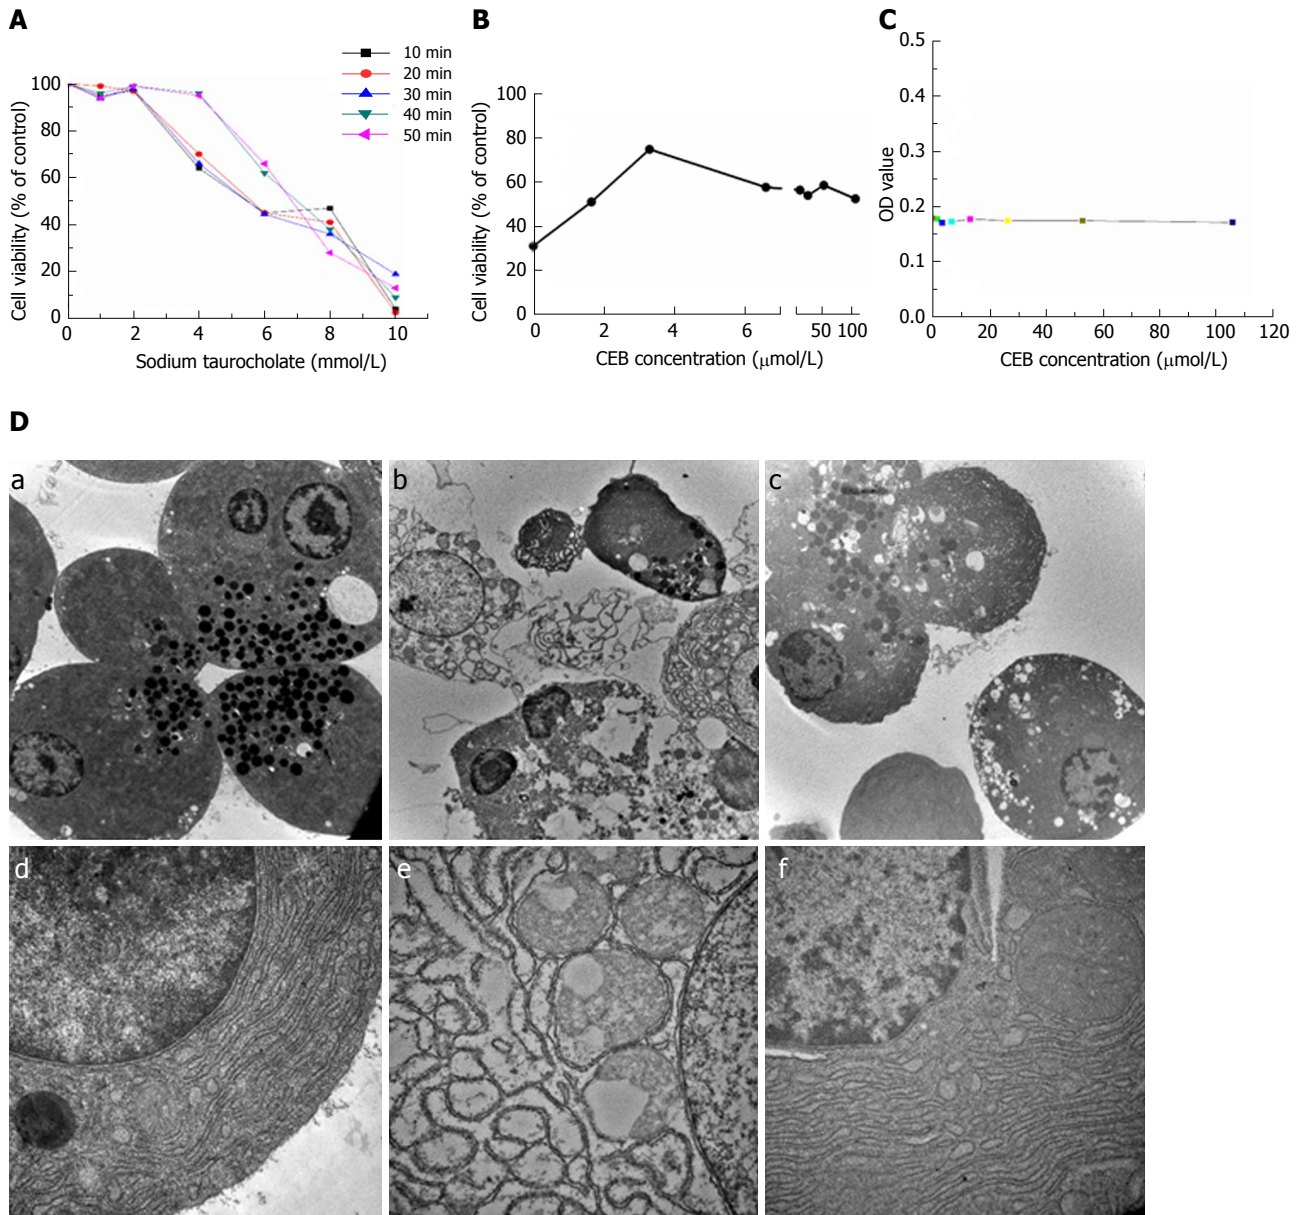 A
10 min
20 min
30 min
40 min
50 min
Cell viability (% of control)
100
80
60
40
20
0
0 2 4 6 8 10
Sodium taurocholate (mmol/L)
B
Cell viability (% of control)
100
80
60
40
20
0
0 2 4 6 50 100
CEB concentration (μmol/L)
C
OD value
0.5
0.4
0.3
0.2
0.1
0.0
0 20 40 60 80 100 120
CEB concentration (μmol/L)
D
a
b
c
d
e
f